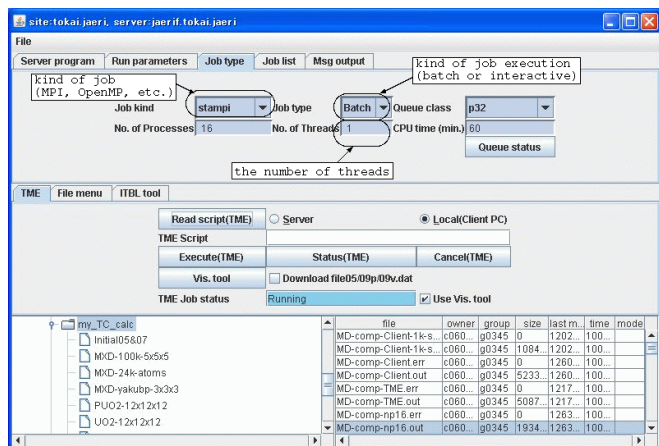 site:tokai.jaeri, server:jaerif.tokai.jaeri
File
Server program Run parameters Job type Job list Msg output
kind of job
(MPI, OpenMP, etc.)
kind of job execution
(batch or interactive)
Job kind stampi Job type Batch Queue class p32
No. of Processes 16 No. of Threads 1 CPU time (min.) 60
Queue status
the number of threads
TME File menu ITBL tool
Read script(TME) Server Local(Client PC)
TME Script
Execute(TME) Status(TME) Cancel(TME)
Vis. tool Download file05/09p/09v.dat
TME Job status Running Use Vis. tool
my_TC_calc
Initial05&07
MXD-100k-5x5x5
MXD-24k-atoms
MXD-yakubp-3x3x3
PUO2-12x12x12
UO2-12x12x12
file owner group size last m... time mode
MD-comp-Client-1k-s... c060... g0345 0 1202... 100...
MD-comp-Client-1k-s... c060... g0345 1084... 1202... 100...
MD-comp-Client.err c060... g0345 0 1260... 100...
MD-comp-Client.out c060... g0345 5233... 1260... 100...
MD-comp-TME.err c060... g0345 0 1217... 100...
MD-comp-TME.out c060... g0345 5087... 1217... 100...
MD-comp-np16.err c060... g0345 0 1263... 100...
MD-comp-np16.out c060... g0345 1934... 1263... 100...